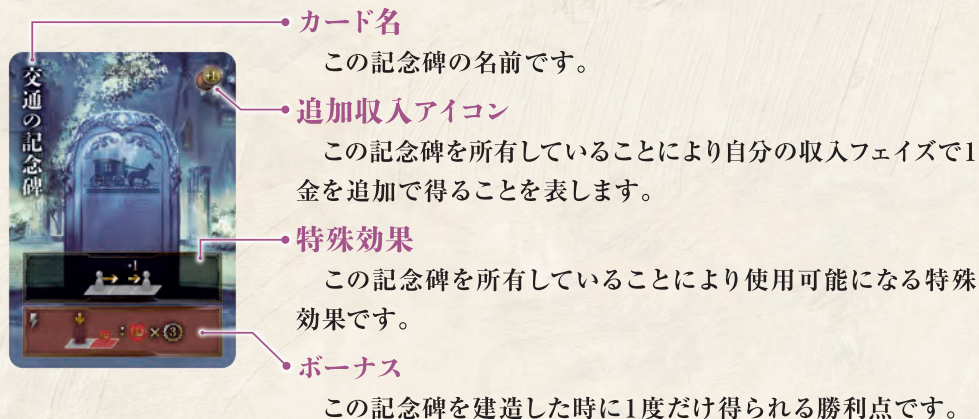 カード名
この記念碑の名前です。
交通の記念碑
+1
追加収入アイコン
この記念碑を所有していることにより自分の収入フェイズで1
金を追加で得ることを表します。
特殊効果
この記念碑を所有していることにより使用可能になる特殊
効果です。
+1
:
×3
ボーナス
この記念碑を建造した時に1度だけ得られる勝利点です。